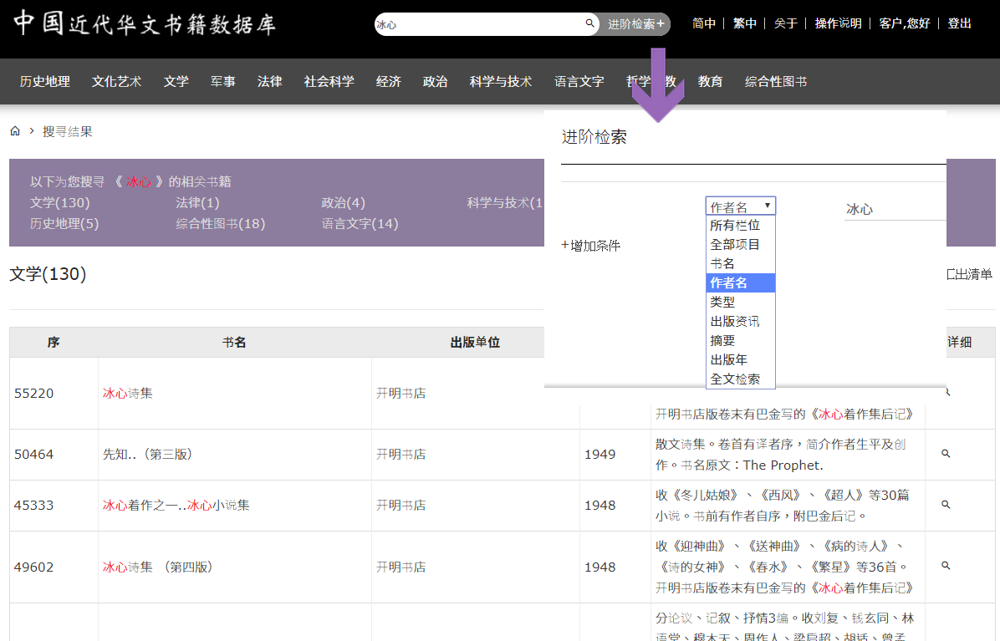 中国近代华文书籍数据库
冰心
进阶检索+
简中 | 繁中 | 关于 | 操作说明 | 客户,您好 | 登出
历史地理 文化艺术 文学 军事 法律 社会科学 经济 政治 科学与技术 语言文字 哲学 教 教育 综合性图书
搜寻结果
进阶检索
以下为您搜寻 《 冰心 》的相关书籍
文学(130) 法律(1) 政治(4) 科学与技术(1
历史地理(5) 综合性图书(18) 语言文字(14)
作者名 冰心
所有栏位
+增加条件
全部项目
书名
作者名
类型
出版资讯
摘要
出版年
全文检索
文学(130)
汇出清单
序 书名 出版单位 详细
55220 冰心诗集 开明书店
开明书店版卷末有巴金写的《冰心着作集后记》
50464 先知..（第三版） 开明书店 1949
散文诗集。卷首有译者序，简介作者生平及创
作。书名原文：The Prophet.
45333 冰心着作之一..冰心小说集 开明书店 1948
收《冬儿姑娘》、《西风》、《超人》等30篇
小说。书前有作者自序，附巴金后记。
49602 冰心诗集 （第四版） 开明书店 1948
收《迎神曲》、《送神曲》、《病的诗人》、
《诗的女神》、《春水》、《繁星》等36首。
开明书店版卷末有巴金写的《冰心着作集后记》
分论议、记叙、抒情3编。收刘复、钱玄同、林
语堂、穆木天、周作人、梁启超、胡适、曾孟